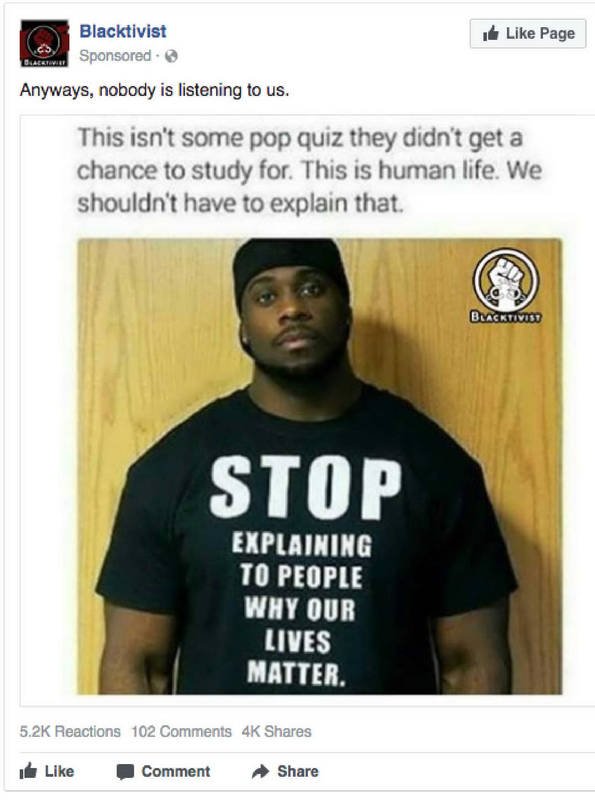 Blacktivist
Like Page
Sponsored ·
BLACKTIVIST
Anyways, nobody is listening to us.
This isn't some pop quiz they didn't get a
chance to study for. This is human life. We
shouldn't have to explain that.
BLACKTIVIST
STOP
EXPLAINING
TO PEOPLE
WHY OUR
LIVES
MATTER.
5.2K Reactions 102 Comments 4K Shares
Like Comment Share